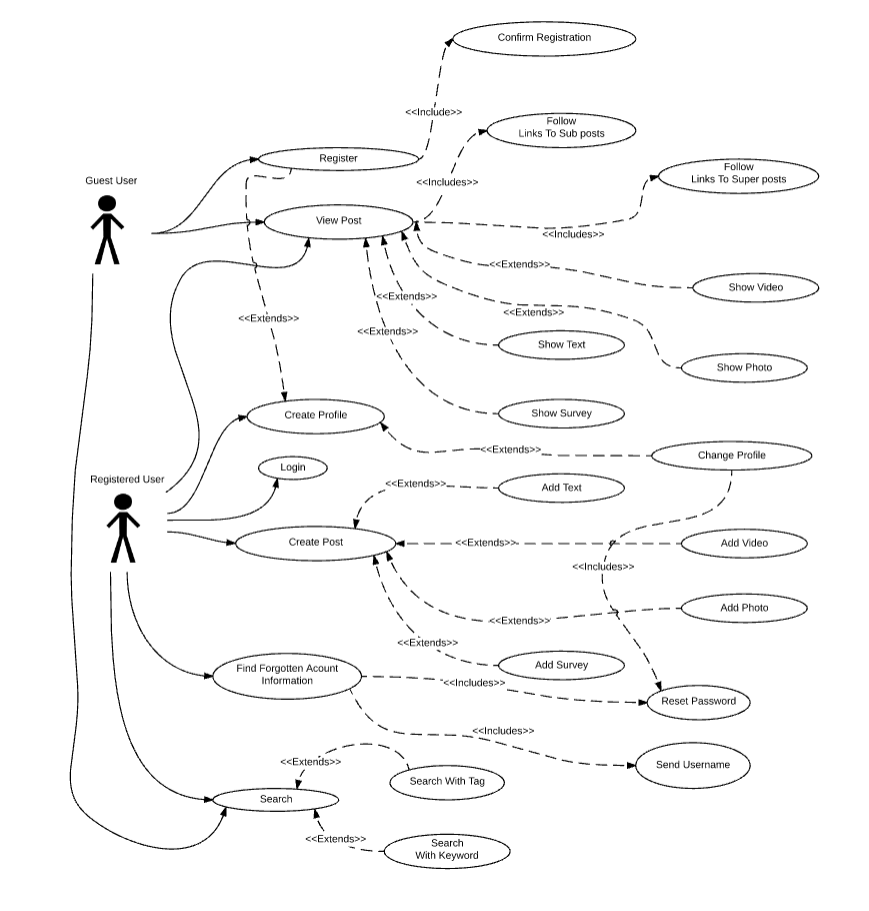 Confirm Registration
<<Include>>
Follow
Links To Sub posts
Register
Follow
Links To Super posts
Guest User
<<Includes>>
View Post
<<Includes>>
<<Extends>>
Show Video
<<Extends>>
<<Extends>>
<<Extends>>
<<Extends>>
Show Text
Show Photo
Create Profile
Show Survey
<<Extends>>
Change Profile
Login
Registered User
<<Extends>>
Add Text
Create Post
<<Extends>>
Add Video
<<Includes>>
Add Photo
<<Extends>>
<<Extends>>
Add Survey
Find Forgotten Acount
Information
<<Includes>>
Reset Password
<<Includes>>
<<Extends>>
Send Username
Search With Tag
Search
<<Extends>>
Search
With Keyword